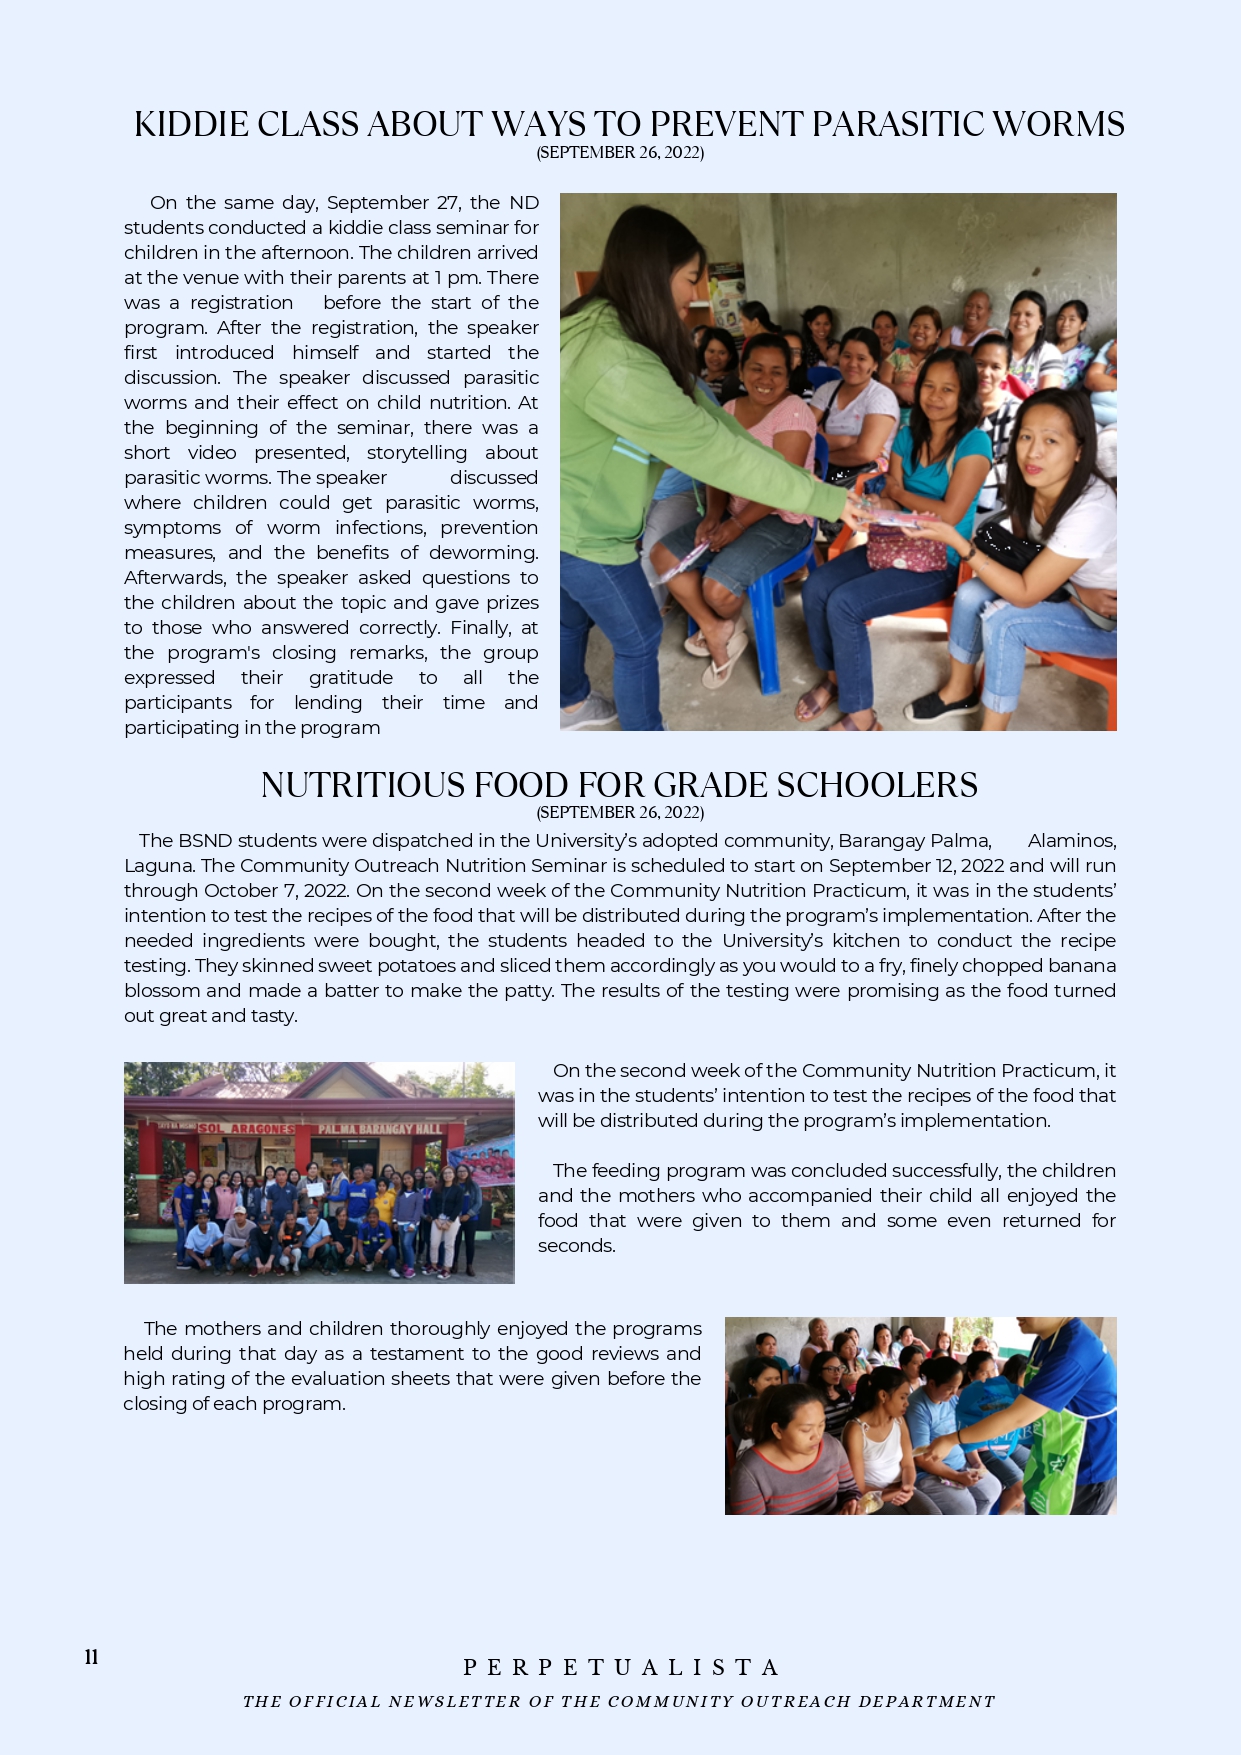 KIDDIE CLASS ABOUT WAYS TO PREVENT PARASITIC WORMS
(SEPTEMBER 26, 2022)
On the same day, September 27, the ND
students conducted a kiddie class seminar for
children in the afternoon. The children arrived
at the venue with their parents at 1 pm. There
was a registration before the start of the
program. After the registration, the speaker
first introduced himself and started the
discussion. The speaker discussed parasitic
worms and their effect on child nutrition. At
the beginning of the seminar, there was a
short video presented, storytelling about
parasitic worms. The speaker discussed
where children could get parasitic worms,
symptoms of worm infections, prevention
measures, and the benefits of deworming.
Afterwards, the speaker asked questions to
the children about the topic and gave prizes
to those who answered correctly. Finally, at
the program's closing remarks, the group
expressed their gratitude to all the
participants for lending their time and
participating in the program
NUTRITIOUS FOOD FOR GRADE SCHOOLERS
(SEPTEMBER 26, 2022)
The BSND students were dispatched in the University’s adopted community, Barangay Palma, Alaminos,
Laguna. The Community Outreach Nutrition Seminar is scheduled to start on September 12, 2022 and will run
through October 7, 2022. On the second week of the Community Nutrition Practicum, it was in the students’
intention to test the recipes of the food that will be distributed during the program’s implementation. After the
needed ingredients were bought, the students headed to the University’s kitchen to conduct the recipe
testing. They skinned sweet potatoes and sliced them accordingly as you would to a fry, finely chopped banana
blossom and made a batter to make the patty. The results of the testing were promising as the food turned
out great and tasty.
SOL ARAGONES PALMA BARANGAY HALL
On the second week of the Community Nutrition Practicum, it
was in the students’ intention to test the recipes of the food that
will be distributed during the program’s implementation.
The feeding program was concluded successfully, the children
and the mothers who accompanied their child all enjoyed the
food that were given to them and some even returned for
seconds.
The mothers and children thoroughly enjoyed the programs
held during that day as a testament to the good reviews and
high rating of the evaluation sheets that were given before the
closing of each program.
11
PERPETUALISTA
THE OFFICIAL NEWSLETTER OF THE COMMUNITY OUTREACH DEPARTMENT